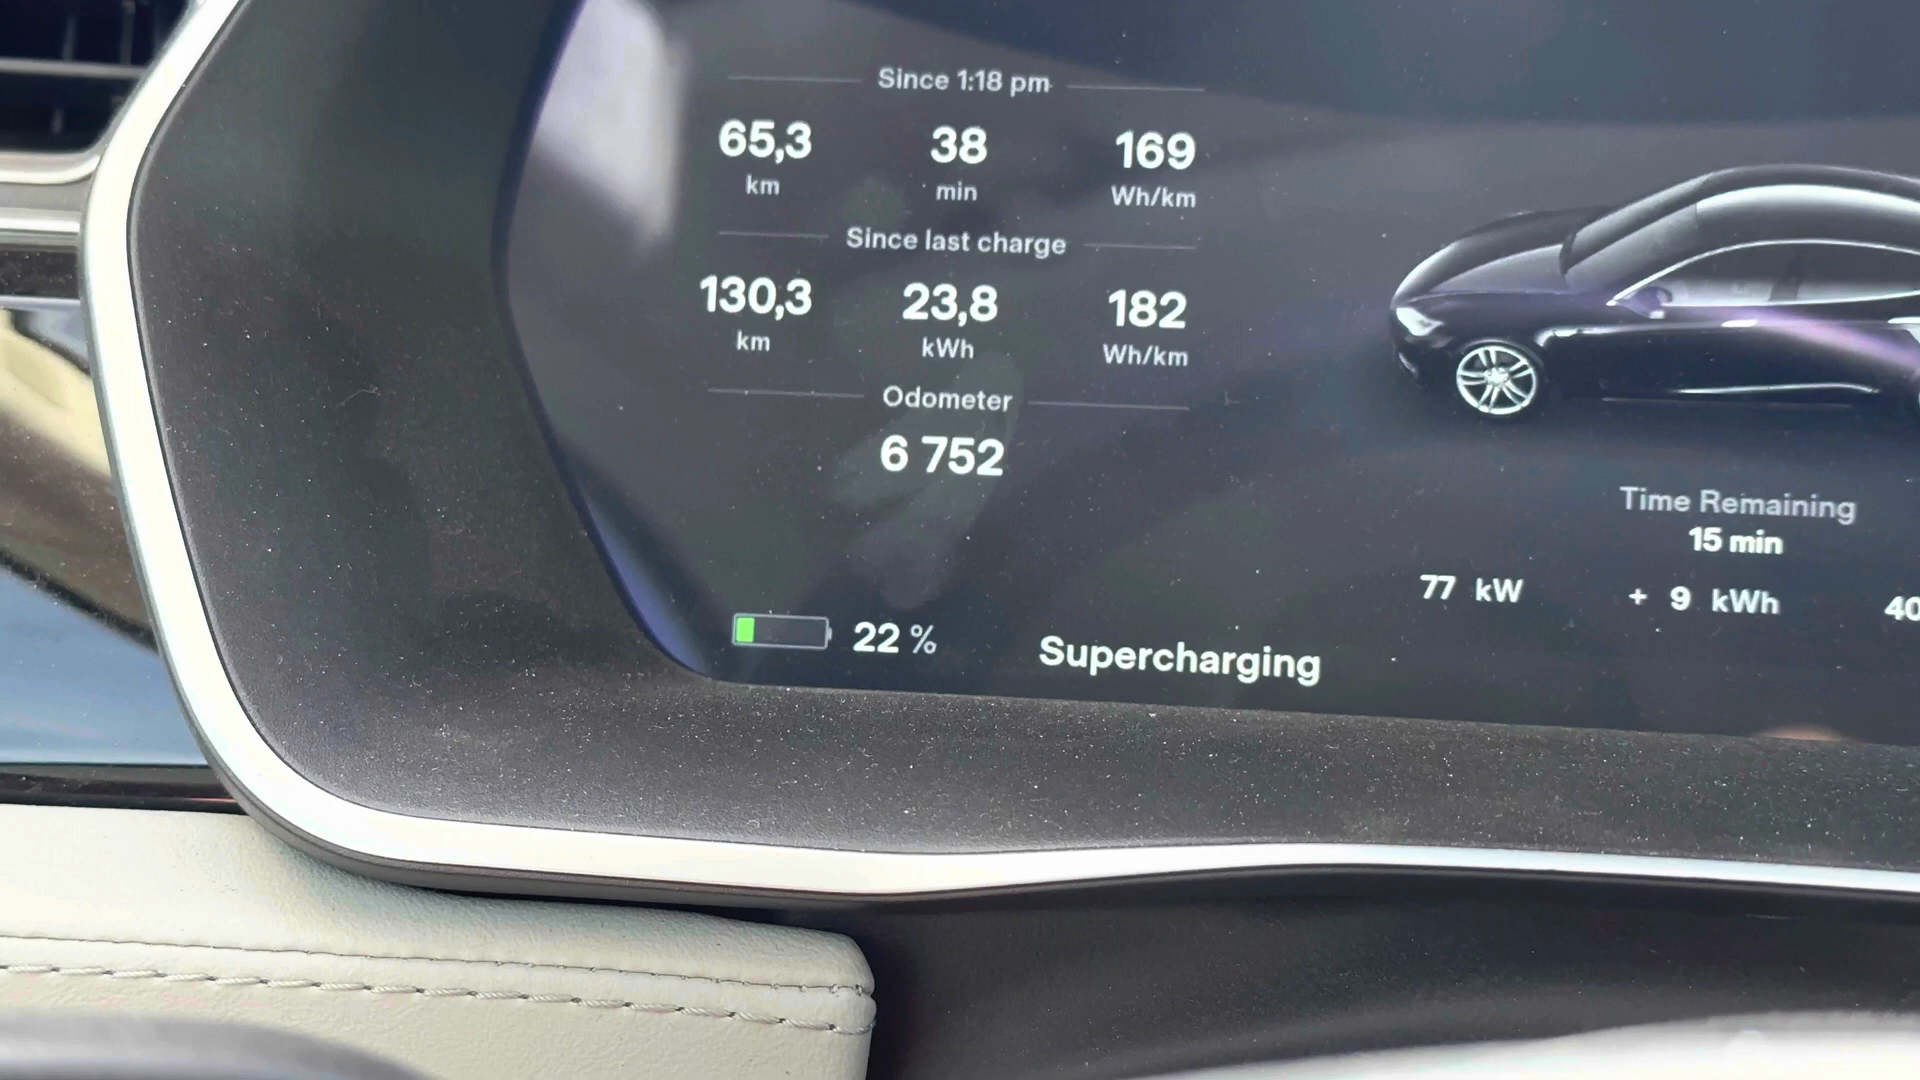 Since 1:18 pm
65,3 38 169
km min Wh/km
Since last charge
130,3 23,8 182
km kWh Wh/km
Odometer
6 752
Time Remaining
15 min
77 kW + 9 kWh 40
22 % Supercharging